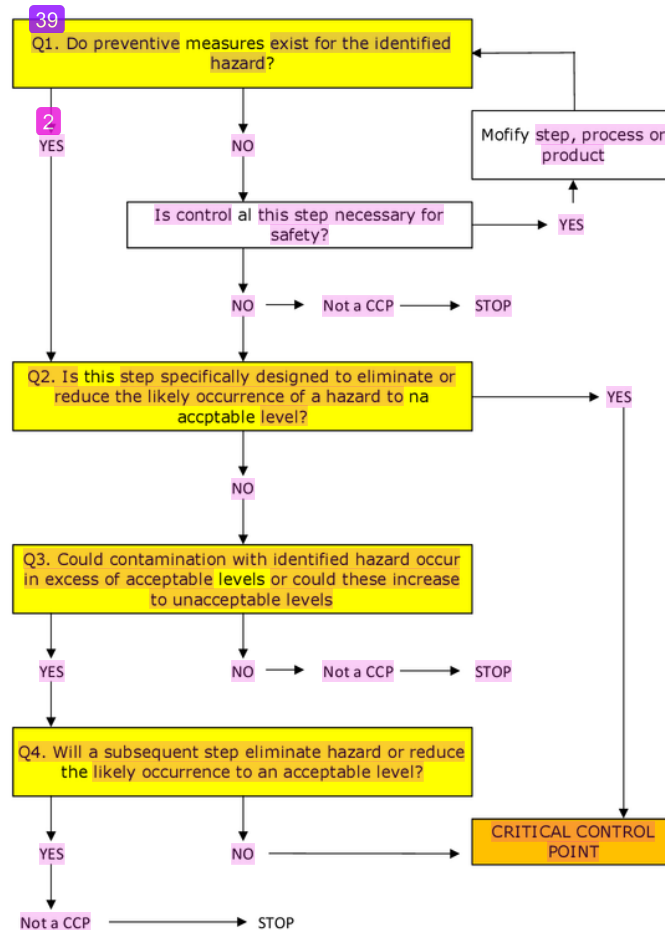 39
Q1. Do preventive measures exist for the identified
hazard?
2
YES
NO
Mofify step, process or
product
Is control al this step necessary for
safety?
YES
NO
Not a CCP
STOP
Q2. Is this step specifically designed to eliminate or
reduce the likely occurrence of a hazard to na
accptable level?
YES
NO
Q3. Could contamination with identified hazard occur
in excess of acceptable levels or could these increase
to unacceptable levels
YES
NO
Not a CCP
STOP
Q4. Will a subsequent step eliminate hazard or reduce
the likely occurrence to an acceptable level?
YES
NO
CRITICAL CONTROL
POINT
Not a CCP
STOP